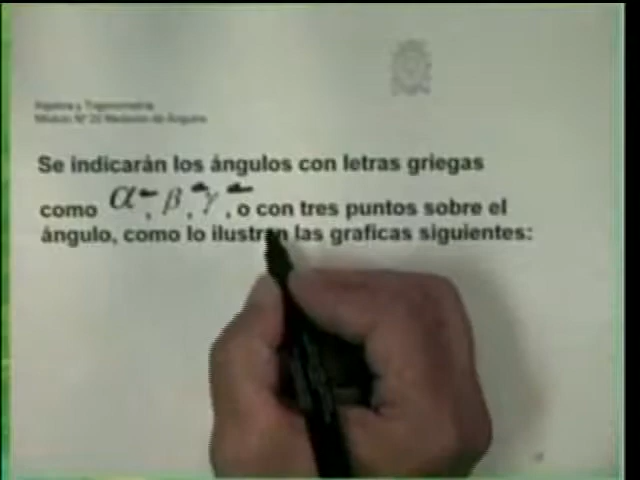 Algebra y Trigonometría
Módulo N° 20 Medición de Ángulos
Se indicarán los ángulos con letras griegas
como α, β, γ, o con tres puntos sobre el
ángulo, como lo ilustran las graficas siguientes: